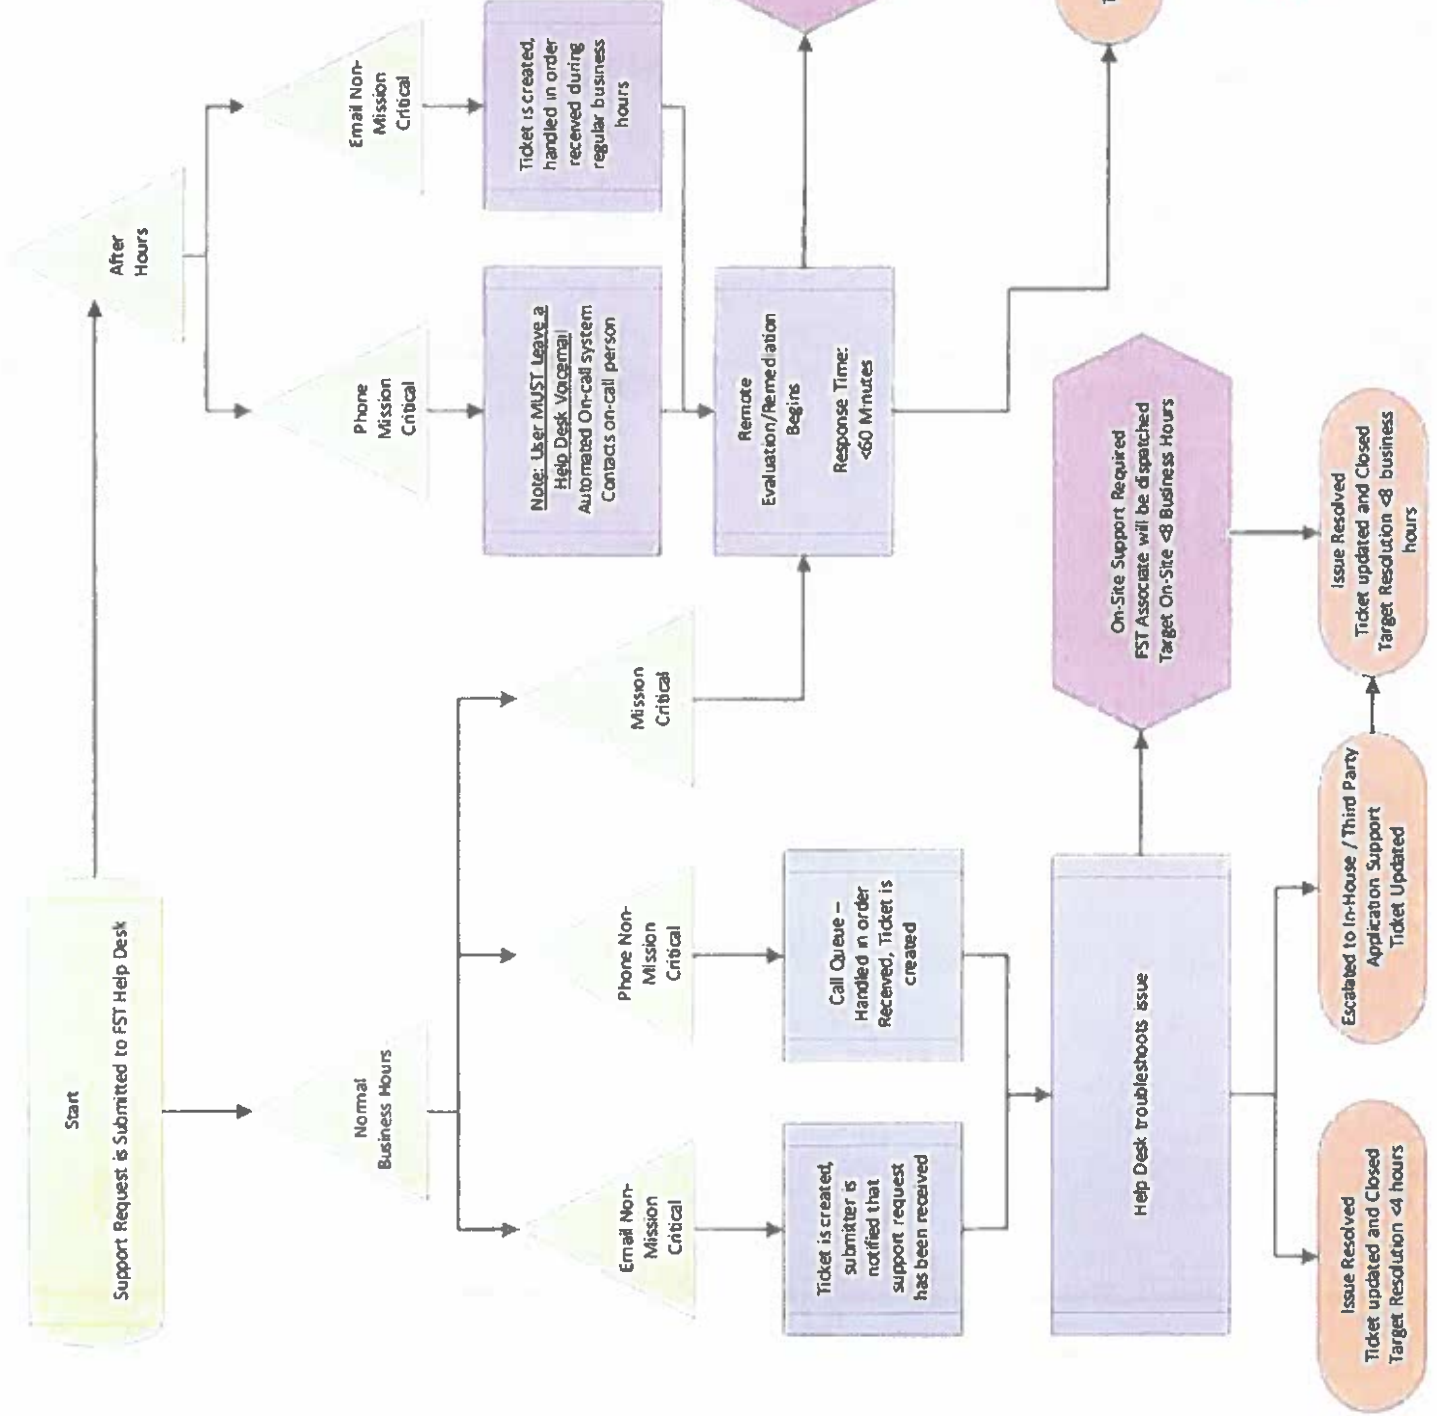 Start
Support Request is Submitted to FST Help Desk
After
Hours
Normal
Business Hours
Phone
Mission
Critical
Email Non-
Mission
Critical
Note: User MUST Leave a
Help Desk Voicemail
Automated On-call system
Contacts on-call person
Ticket is created,
handled in order
received during
regular business
hours
Email Non-
Mission
Critical
Phone Non-
Mission
Critical
Mission
Critical
Remote
Evaluation/Remediation
Begins
Response Time:
<60 Minutes
Ticket is created,
submitter is
notified that
support request
has been received
Call Queue –
Handled in order
Received, Ticket is
created
Help Desk troubleshoots issue
On-Site Support Required
FST Associate will be dispatched
Target On-Site <8 Business Hours
Issue Resolved
Ticket updated and Closed
Target Resolution <4 hours
Escalated to In-House / Third Party
Application Support
Ticket Updated
Issue Resolved
Ticket updated and Closed
Target Resolution <8 business
hours